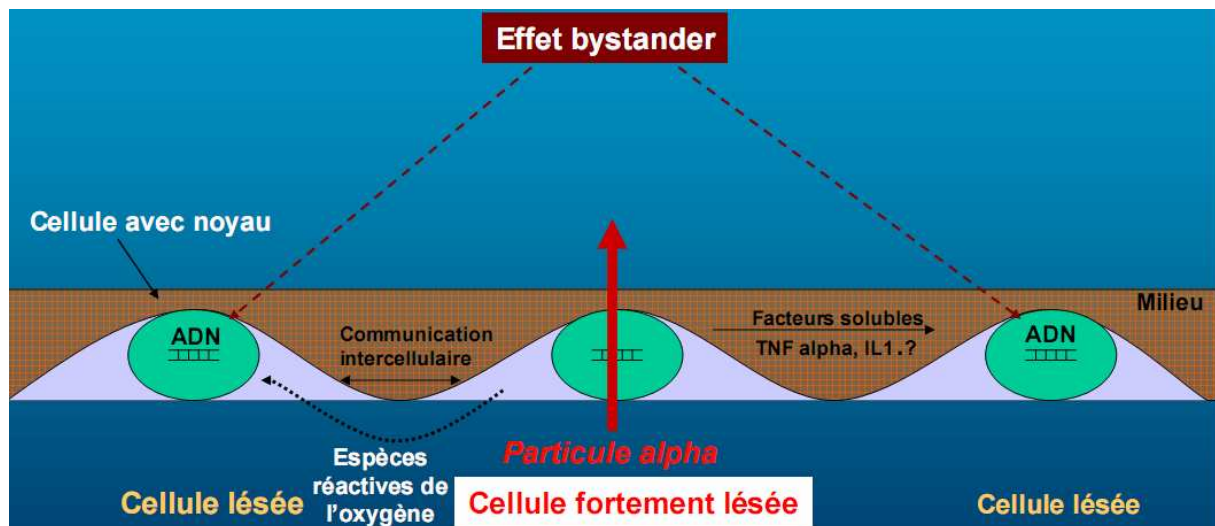 Effet bystander
Cellule avec noyau
Milieu
ADN
Communication
intercellulaire
Facteurs solubles
TNF alpha, IL1.?
ADN
Particule alpha
Espèces
réactives de
l'oxygène
Cellule lésée
Cellule fortement lésée
Cellule lésée